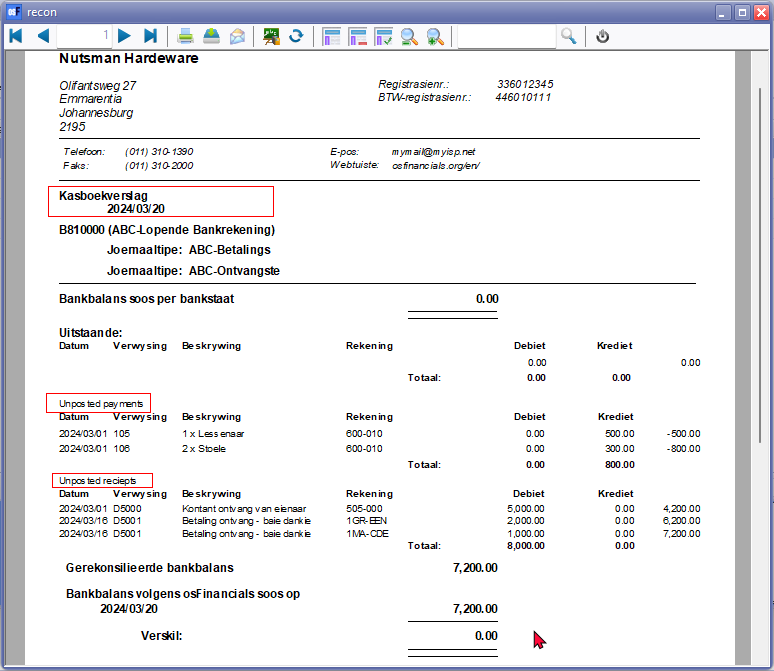 recon
1
Nutsman Hardeware
Olifantsweg 27
Emmarentia
Johannesburg
2195
Registrasienr.: 336012345
BTW-registrasienr.: 446010111
Telefoon: (011) 310-1390 E-pos: mymail@myisp.net
Faks: (011) 310-2000 Webtuiste: osfinancials.org/en/
Kasboekverslag
2024/03/20
B810000 (ABC-Lopende Bankrekening)
Joernaaltipe: ABC-Betalings
Joernaaltipe: ABC-Ontvangste
Bankbalans soos per bankstaat 0.00
Uitstaande:
Datum Verwysing Beskrywing Rekening Debiet Krediet
0.00 0.00
Totaal: 0.00 0.00
Unposted payments
Datum Verwysing Beskrywing Rekening Debiet Krediet
2024/03/01 105 1 x Lessenaar 600-010 0.00 500.00 -500.00
2024/03/01 106 2 x Stoele 600-010 0.00 300.00 -800.00
Totaal: 0.00 800.00
Unposted reciepts
Datum Verwysing Beskrywing Rekening Debiet Krediet
2024/03/01 D5000 Kontant ontvang van eienaar 505-000 5,000.00 0.00 4,200.00
2024/03/16 D5001 Betaling ontvang - baie dankie 1GR-EEN 2,000.00 0.00 6,200.00
2024/03/16 D5001 Betaling ontvang - baie dankie 1MA-CDE 1,000.00 0.00 7,200.00
Totaal: 8,000.00 0.00
Gerekonsilieerde bankbalans 7,200.00
Bankbalans volgens osFinancials soos op
2024/03/20 7,200.00
Verskil: 0.00